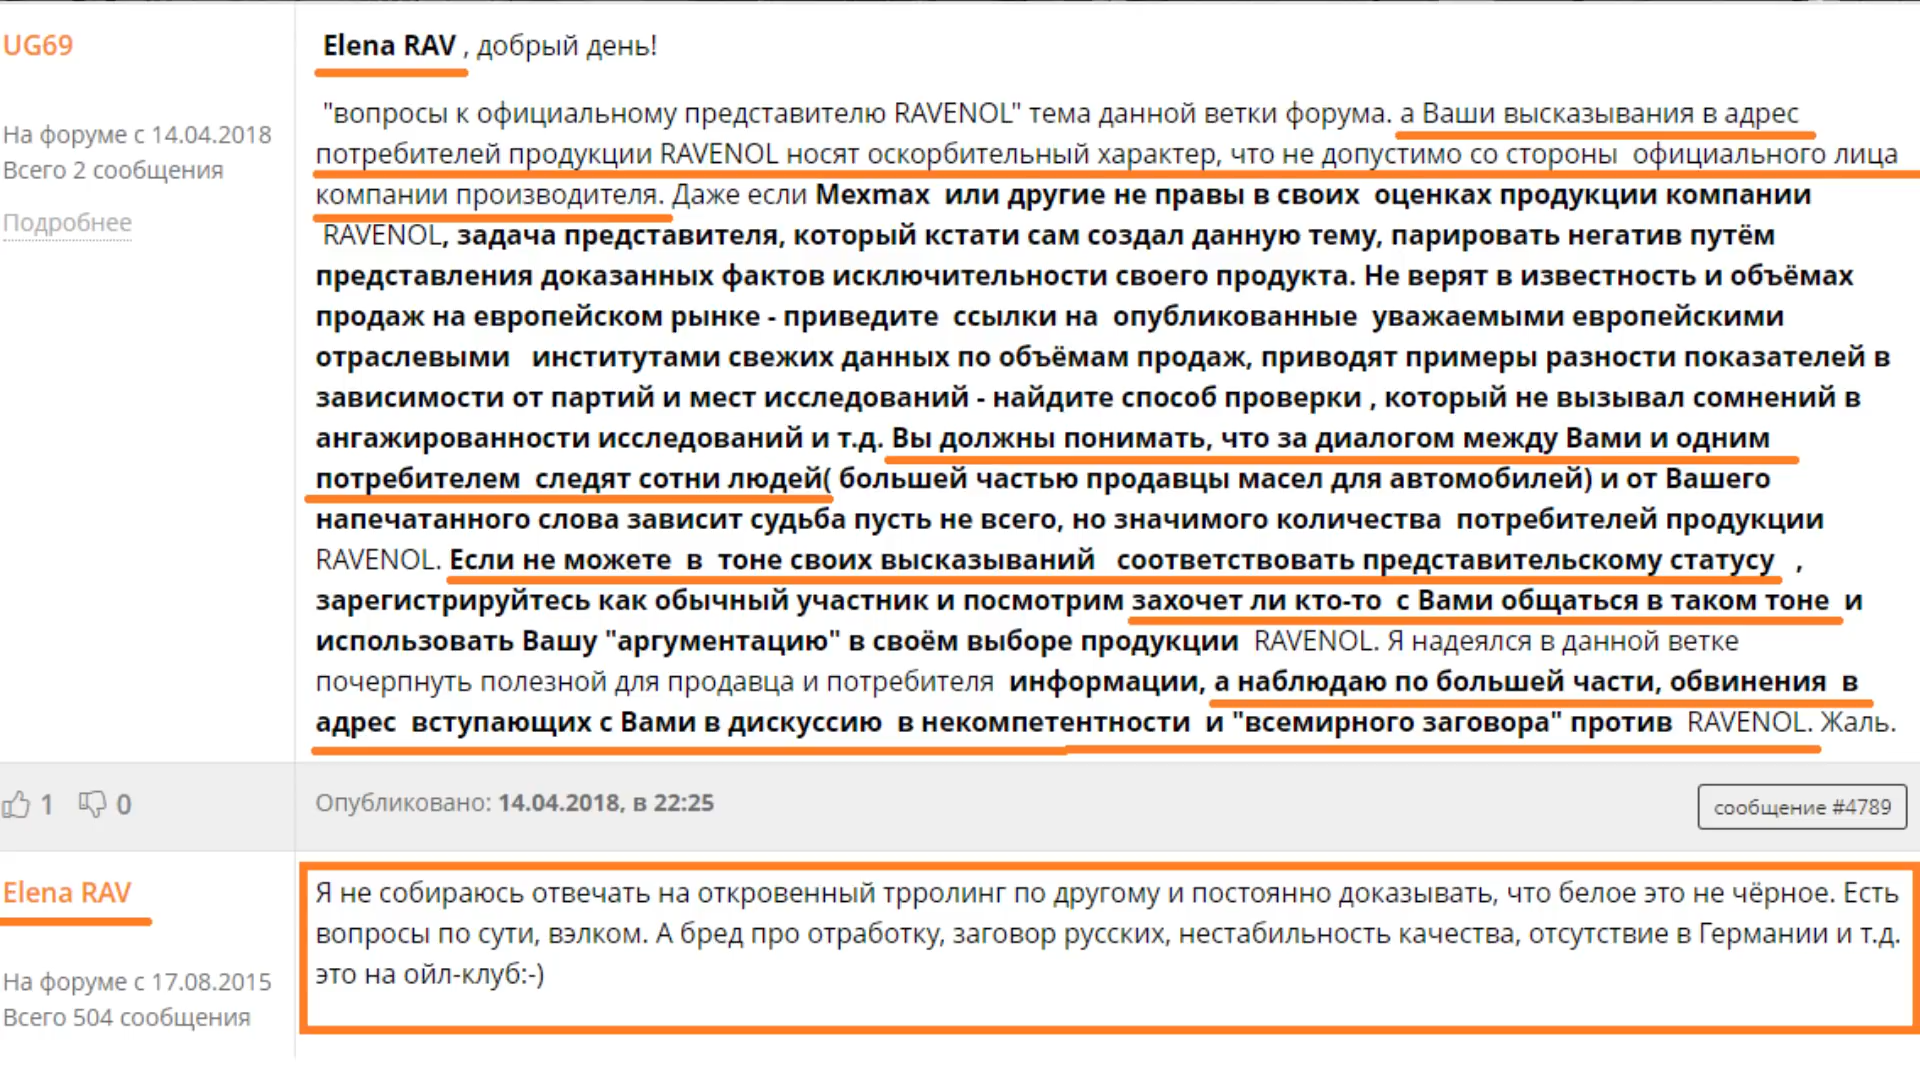 UG69
На форуме с 14.04.2018
Всего 2 сообщения
Подробнее
Elena RAV , добрый день!
"вопросы к официальному представителю RAVENOL" тема данной ветки форума. а Ваши высказывания в адрес
потребителей продукции RAVENOL носят оскорбительный характер, что не допустимо со стороны официального лица
компании производителя. Даже если Mexmax или другие не правы в своих оценках продукции компании
RAVENOL, задача представителя, который кстати сам создал данную тему, парировать негатив путём
представления доказанных фактов исключительности своего продукта. Не верят в известность и объёмах
продаж на европейском рынке - приведите ссылки на опубликованные уважаемыми европейскими
отраслевыми институтами свежих данных по объёмам продаж, приводят примеры разности показателей в
зависимости от партий и мест исследований - найдите способ проверки , который не вызывал сомнений в
ангажированности исследований и т.д. Вы должны понимать, что за диалогом между Вами и одним
потребителем следят сотни людей( большей частью продавцы масел для автомобилей) и от Вашего
напечатанного слова зависит судьба пусть не всего, но значимого количества потребителей продукции
RAVENOL. Если не можете в тоне своих высказываний соответствовать представительскому статусу ,
зарегистрируйтесь как обычный участник и посмотрим захочет ли кто-то с Вами общаться в таком тоне и
использовать Вашу "аргументацию" в своём выборе продукции RAVENOL. Я надеялся в данной ветке
почерпнуть полезной для продавца и потребителя информации, а наблюдаю по большей части, обвинения в
адрес вступающих с Вами в дискуссию в некомпетентности и "всемирного заговора" против RAVENOL. Жаль.
1 0
Опубликовано: 14.04.2018, в 22:25
сообщение #4789
Elena RAV
На форуме с 17.08.2015
Всего 504 сообщения
Я не собираюсь отвечать на откровенный трролинг по другому и постоянно доказывать, что белое это не чёрное. Есть
вопросы по сути, вэлком. А бред про отработку, заговор русских, нестабильность качества, отсутствие в Германии и т.д.
это на ойл-клуб:-)